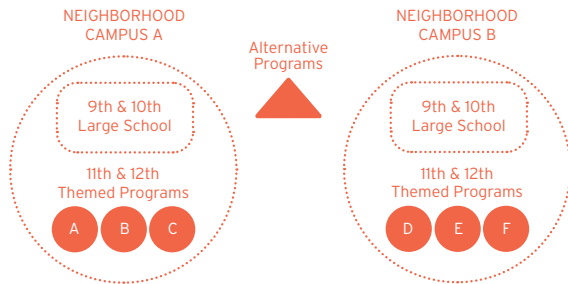 NEIGHBORHOOD
CAMPUS A
9th & 10th
Large School
11th & 12th
Themed Programs
A B C
Alternative
Programs
NEIGHBORHOOD
CAMPUS B
9th & 10th
Large School
11th & 12th
Themed Programs
D E F